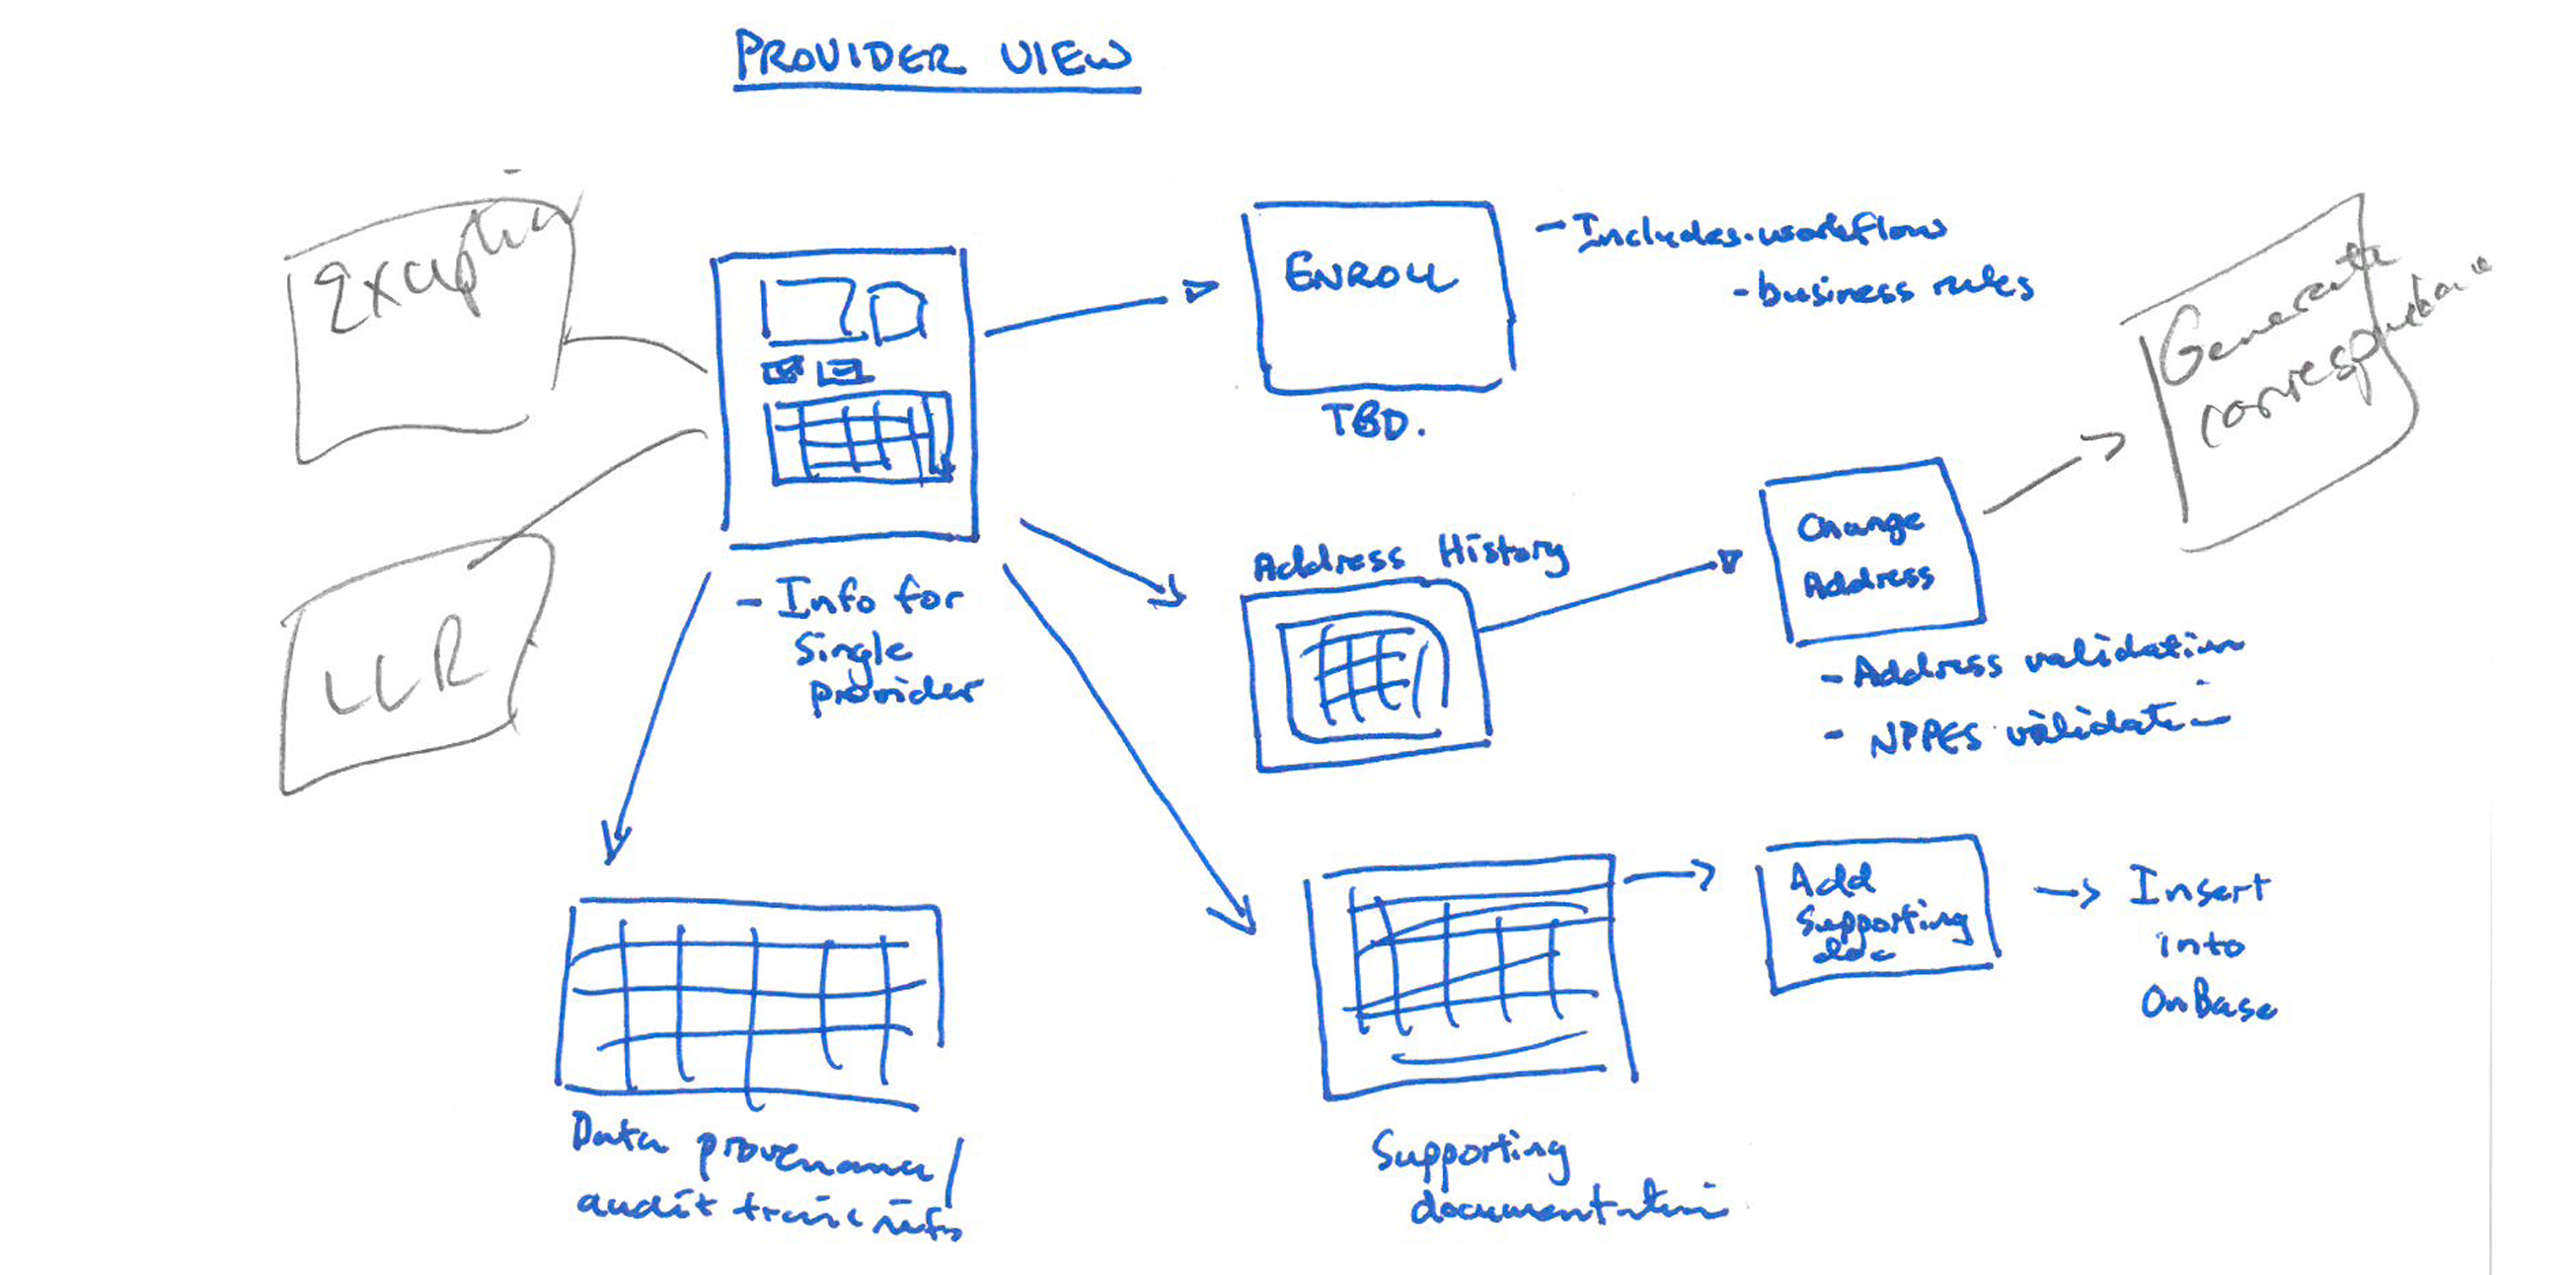 PROVIDER VIEW
Exception
LLR
- Info for
Single
provider
ENROLL
TBD.
- Includes workflow
- business rules
Address History
Change
Address
- Address validation
- NPPES validation
Generate
correspondence
Data provenance/
audit trail info
Supporting
documentation
Add
Supporting
doc
→ Insert
into
OnBase